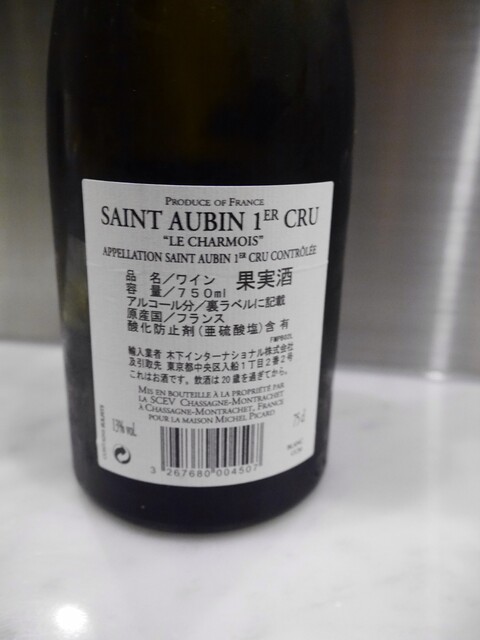 PRODUCE OF FRANCE
SAINT AUBIN 1ER CRU
"LE CHARMOIS"
APPELLATION SAINT AUBIN 1ER CRU CONTRÔLÉE
品 名／ワイン 果実酒
容 量／750ml
アルコール分／裏ラベルに記載
原産国／フランス
酸化防止剤(亜硫酸塩)含有
輸入業者 木下インターナショナル株式会社
及引取先 東京都中央区入船1丁目2番2号
これはお酒です。飲酒は20歳を過ぎてから。
MIS EN BOUTEILLE À LA PROPRIÉTÉ PAR
LA SCEV CHASSAGNE-MONTRACHET
À CHASSAGNE-MONTRACHET, FRANCE
POUR LA MAISON MICHEL PICARD
13% vol.
75 cl
3 267680 004507